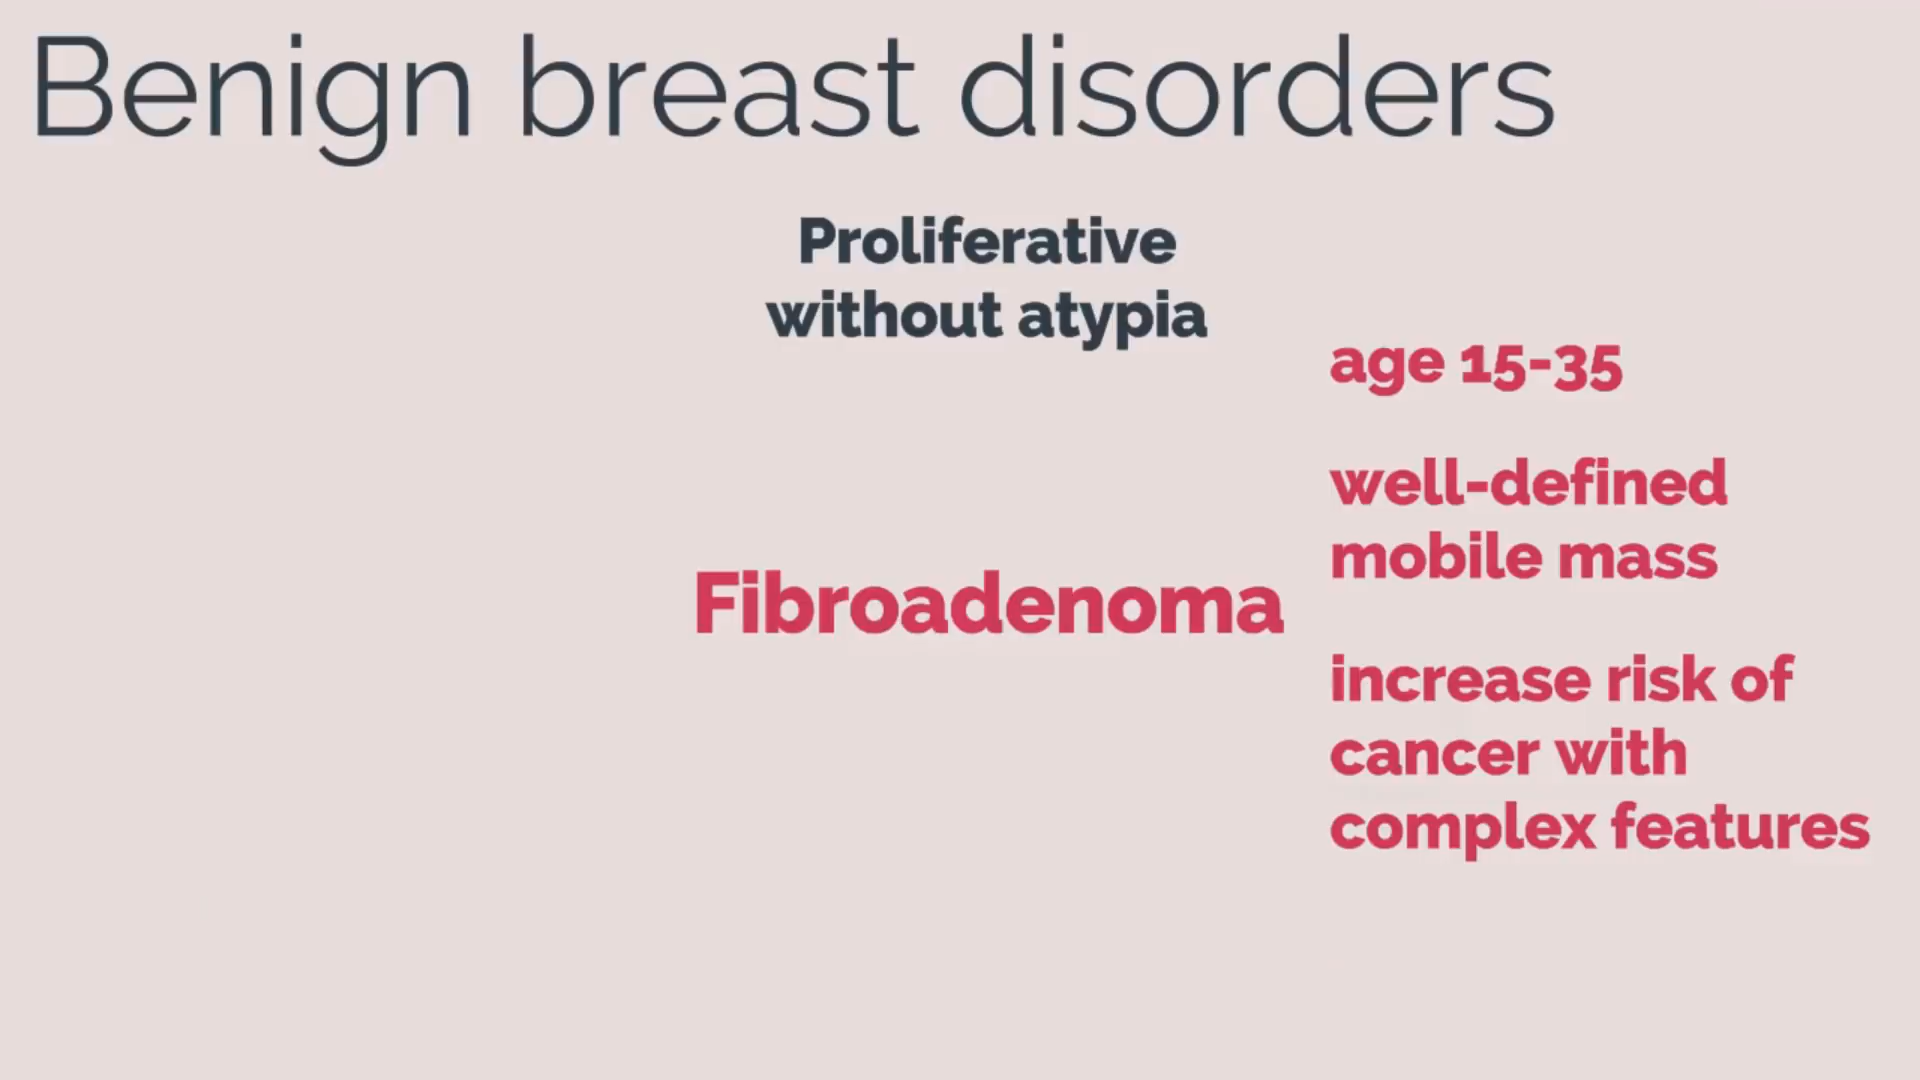 Benign breast disorders
Proliferative
without atypia
age 15-35
well-defined
mobile mass
Fibroadenoma
increase risk of
cancer with
complex features